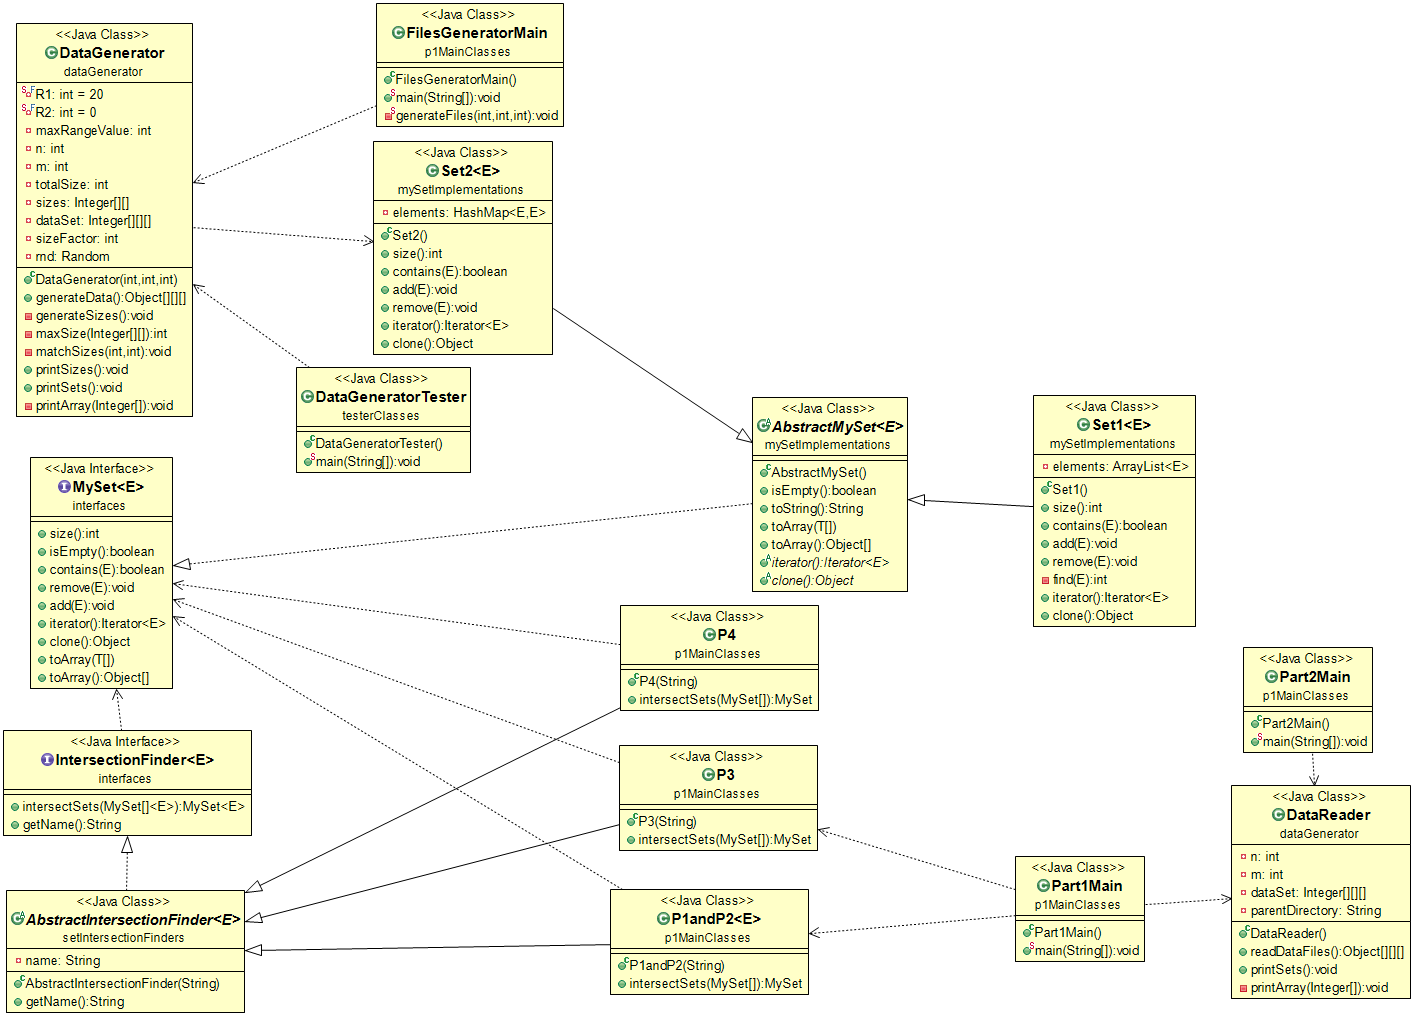 <<Java Class>>
DataGenerator
dataGenerator
R1: int = 20
R2: int = 0
maxRangeValue: int
n: int
m: int
totalSize: int
sizes: Integer[][]
dataSet: Integer[][][]
sizeFactor: int
rnd: Random
DataGenerator(int,int,int)
generateData():Object[][][]
generateSizes():void
maxSize(Integer[][]):int
matchSizes(int,int):void
printSizes():void
printSets():void
printArray(Integer[]):void
<<Java Class>>
FilesGeneratorMain
p1MainClasses
FilesGeneratorMain()
main(String[]):void
generateFiles(int,int,int):void
<<Java Class>>
Set2<E>
mySetImplementations
elements: HashMap<E,E>
Set2()
size():int
contains(E):boolean
add(E):void
remove(E):void
iterator():Iterator<E>
clone():Object
<<Java Class>>
DataGeneratorTester
testerClasses
DataGeneratorTester()
main(String[]):void
<<Java Class>>
AbstractMySet<E>
mySetImplementations
AbstractMySet()
isEmpty():boolean
toString():String
toArray(T[])
toArray():Object[]
iterator():Iterator<E>
clone():Object
<<Java Class>>
Set1<E>
mySetImplementations
elements: ArrayList<E>
Set1()
size():int
contains(E):boolean
add(E):void
remove(E):void
find(E):int
iterator():Iterator<E>
clone():Object
<<Java Interface>>
MySet<E>
interfaces
size():int
isEmpty():boolean
contains(E):boolean
remove(E):void
add(E):void
iterator():Iterator<E>
clone():Object
toArray(T[])
toArray():Object[]
<<Java Class>>
P4
p1MainClasses
P4(String)
intersectSets(MySet[]):MySet
<<Java Class>>
Part2Main
p1MainClasses
Part2Main()
main(String[]):void
<<Java Interface>>
IntersectionFinder<E>
interfaces
intersectSets(MySet[]<E>):MySet<E>
getName():String
<<Java Class>>
P3
p1MainClasses
P3(String)
intersectSets(MySet[]):MySet
<<Java Class>>
DataReader
dataGenerator
n: int
m: int
dataSet: Integer[][][]
parentDirectory: String
DataReader()
readDataFiles():Object[][][]
printSets():void
printArray(Integer[]):void
<<Java Class>>
Part1Main
p1MainClasses
Part1Main()
main(String[]):void
<<Java Class>>
AbstractIntersectionFinder<E>
setIntersectionFinders
name: String
AbstractIntersectionFinder(String)
getName():String
<<Java Class>>
P1andP2<E>
p1MainClasses
P1andP2(String)
intersectSets(MySet[]):MySet